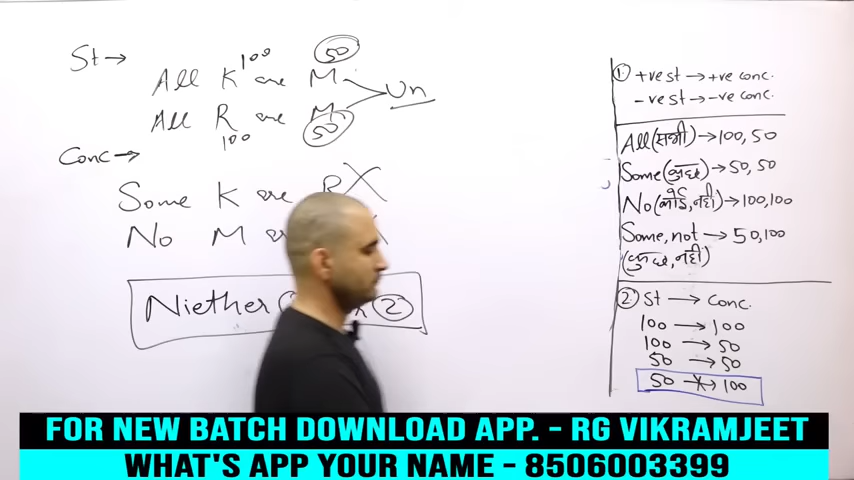 St →
100
50
All K are M
Un
All R are M
100
50
Conc →
Some K are R X
No M
Niether
2
1 +ve st → +ve conc.
-ve st → -ve conc.
All (सभी) → 100, 50
Some (कुछ) → 50, 50
No (कोई, नहीं) → 100, 100
Some, not → 50, 100
(कुछ, नहीं)
2 St → Conc.
100 → 100
100 → 50
50 → 50
50 → 100
FOR NEW BATCH DOWNLOAD APP. - RG VIKRAMJEET
WHAT'S APP YOUR NAME - 8506003399